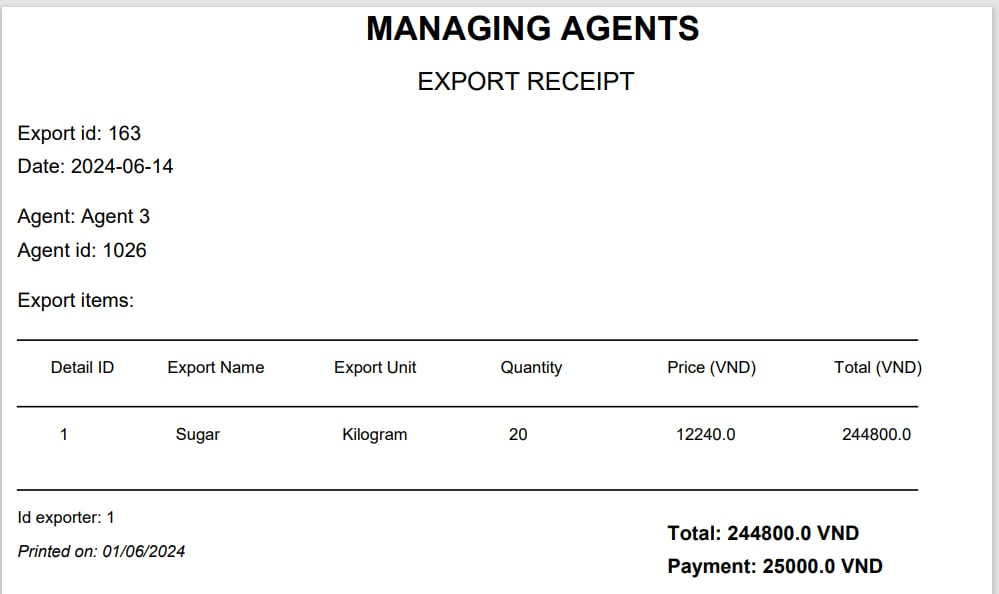 MANAGING AGENTS
EXPORT RECEIPT
Export id: 163
Date: 2024-06-14
Agent: Agent 3
Agent id: 1026
Export items:
Detail ID Export Name Export Unit Quantity Price (VND) Total (VND)
1 Sugar Kilogram 20 12240.0 244800.0
Id exporter: 1
Total: 244800.0 VND
Printed on: 01/06/2024
Payment: 25000.0 VND